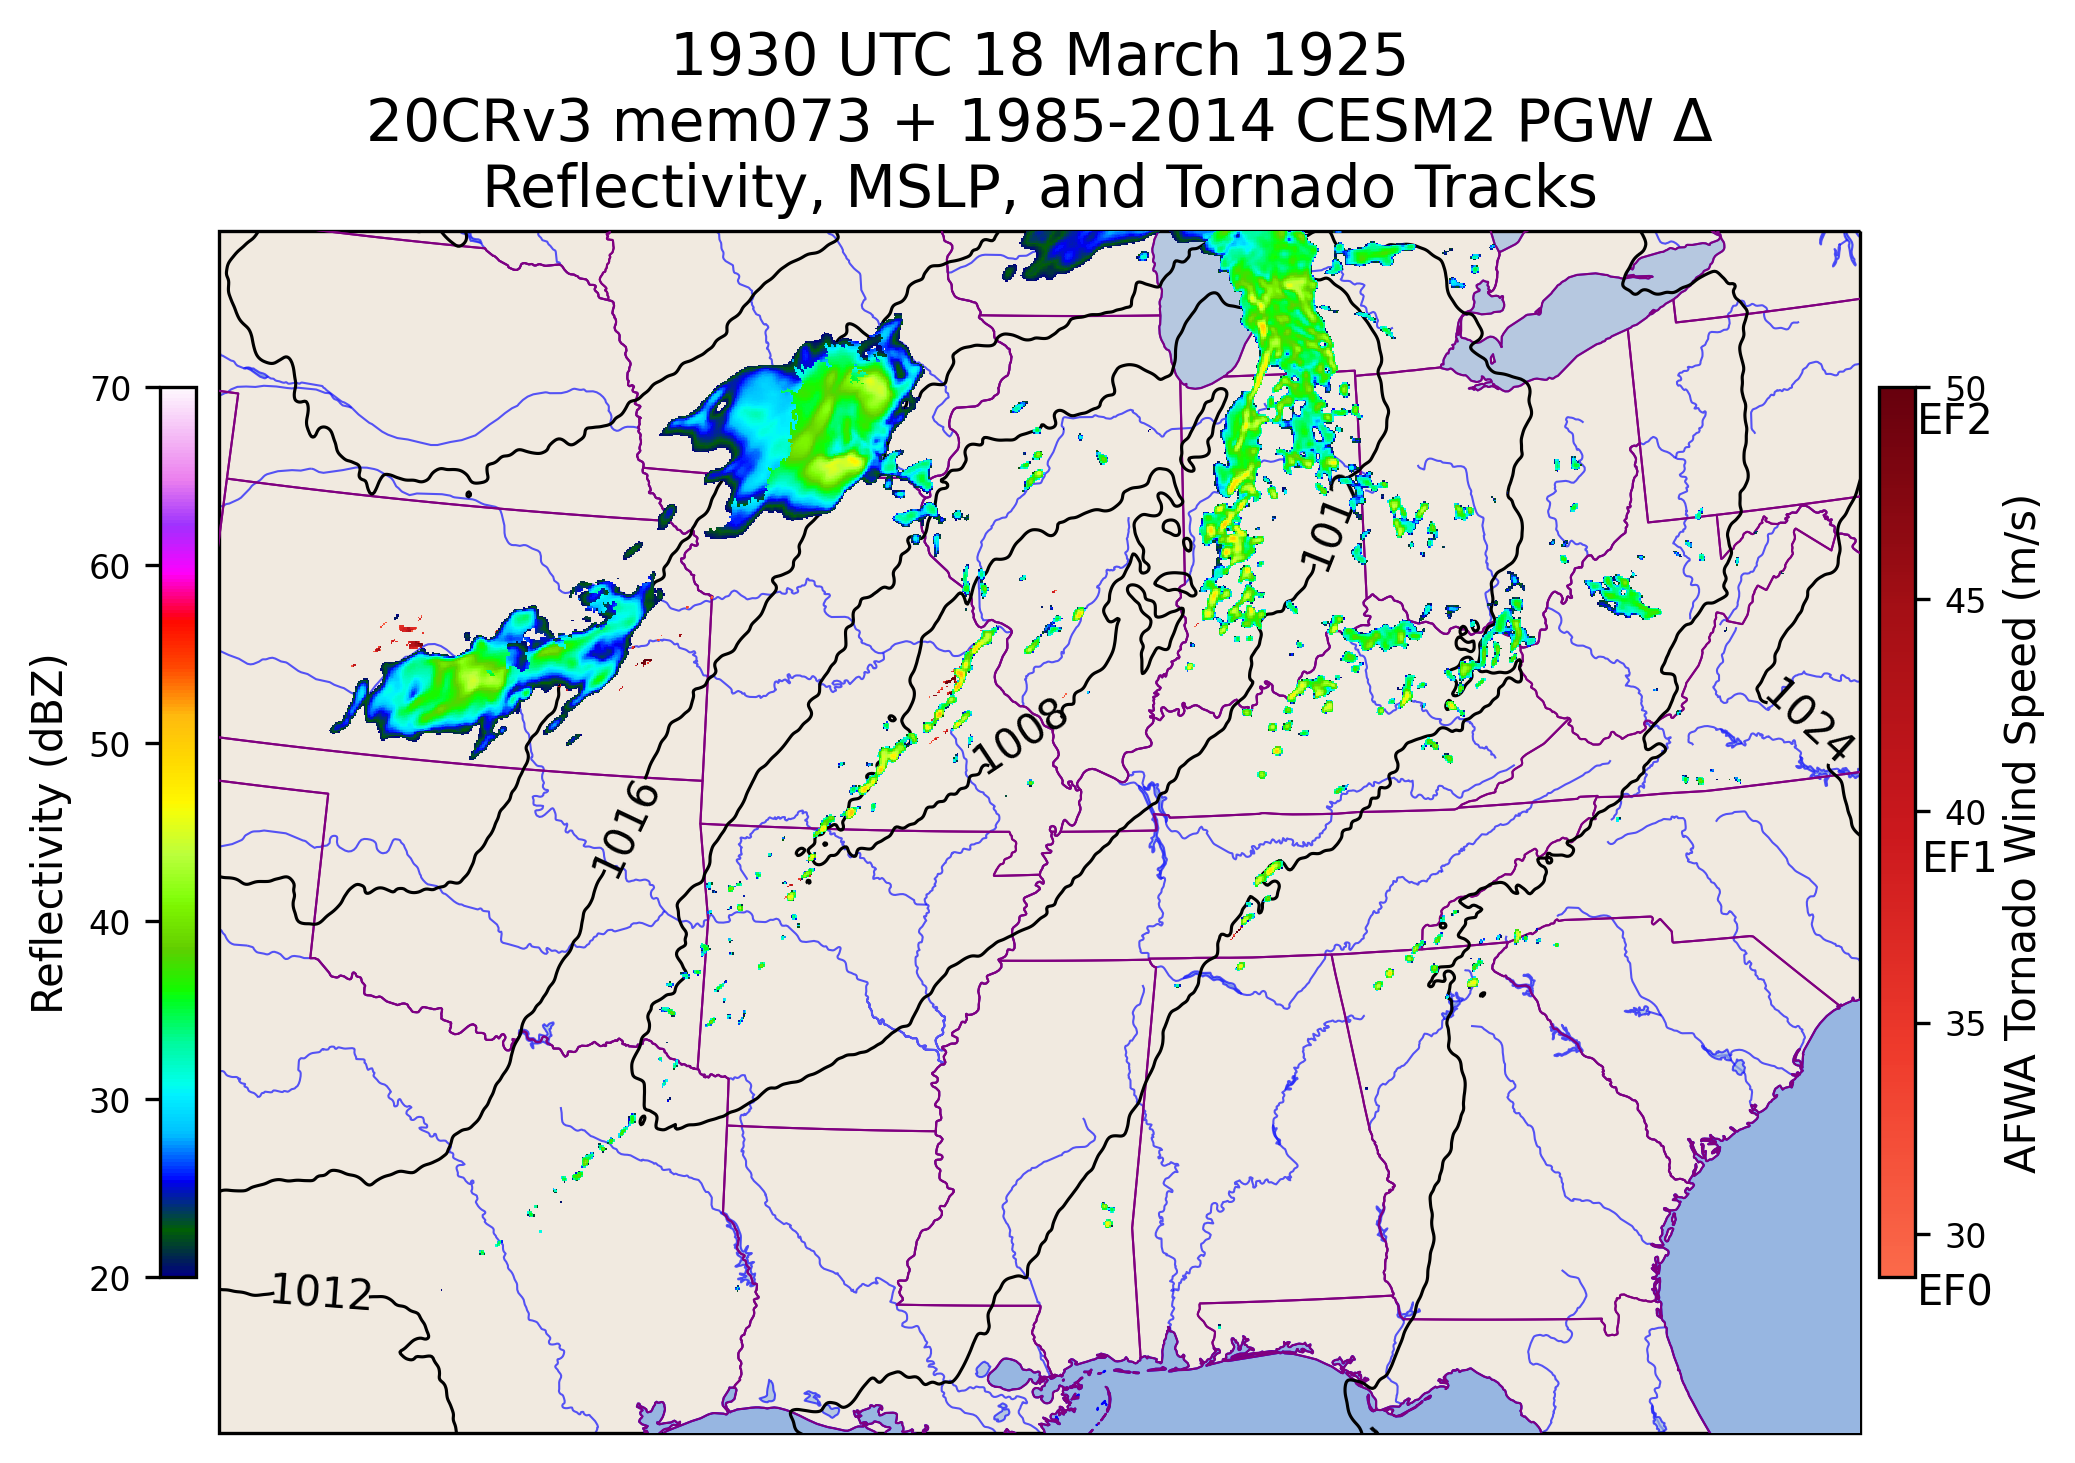 1930 UTC 18 March 1925
20CRv3 mem073 + 1985-2014 CESM2 PGW Δ
Reflectivity, MSLP, and Tornado Tracks
70
60
50
40
30
20
Reflectivity (dBZ)
101
1008
1016
1024
1012
50
EF2
45
40
EF1
35
30
EF0
AFWA Tornado Wind Speed (m/s)